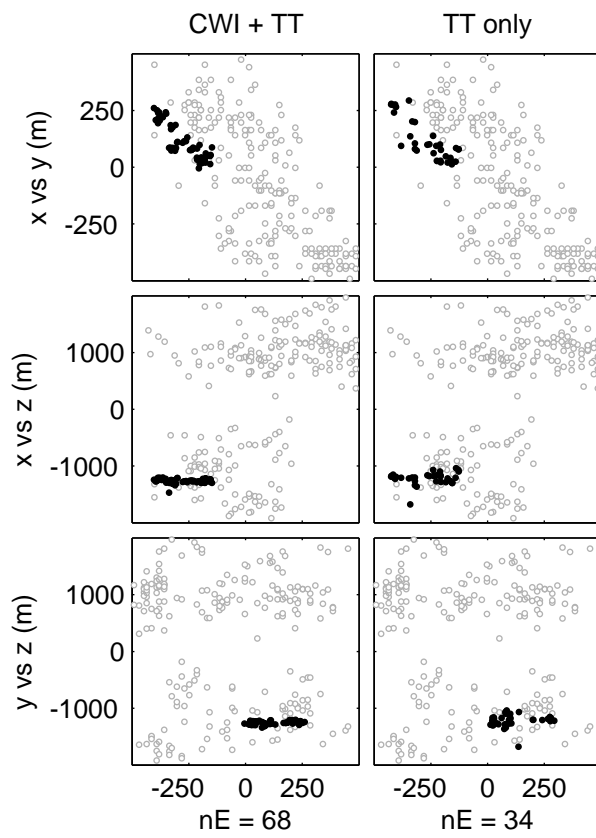 CWI + TT
TT only
x vs y (m)
250
0
-250
x vs z (m)
1000
0
-1000
y vs z (m)
1000
0
-1000
-250 0 250
-250 0 250
nE = 68
nE = 34